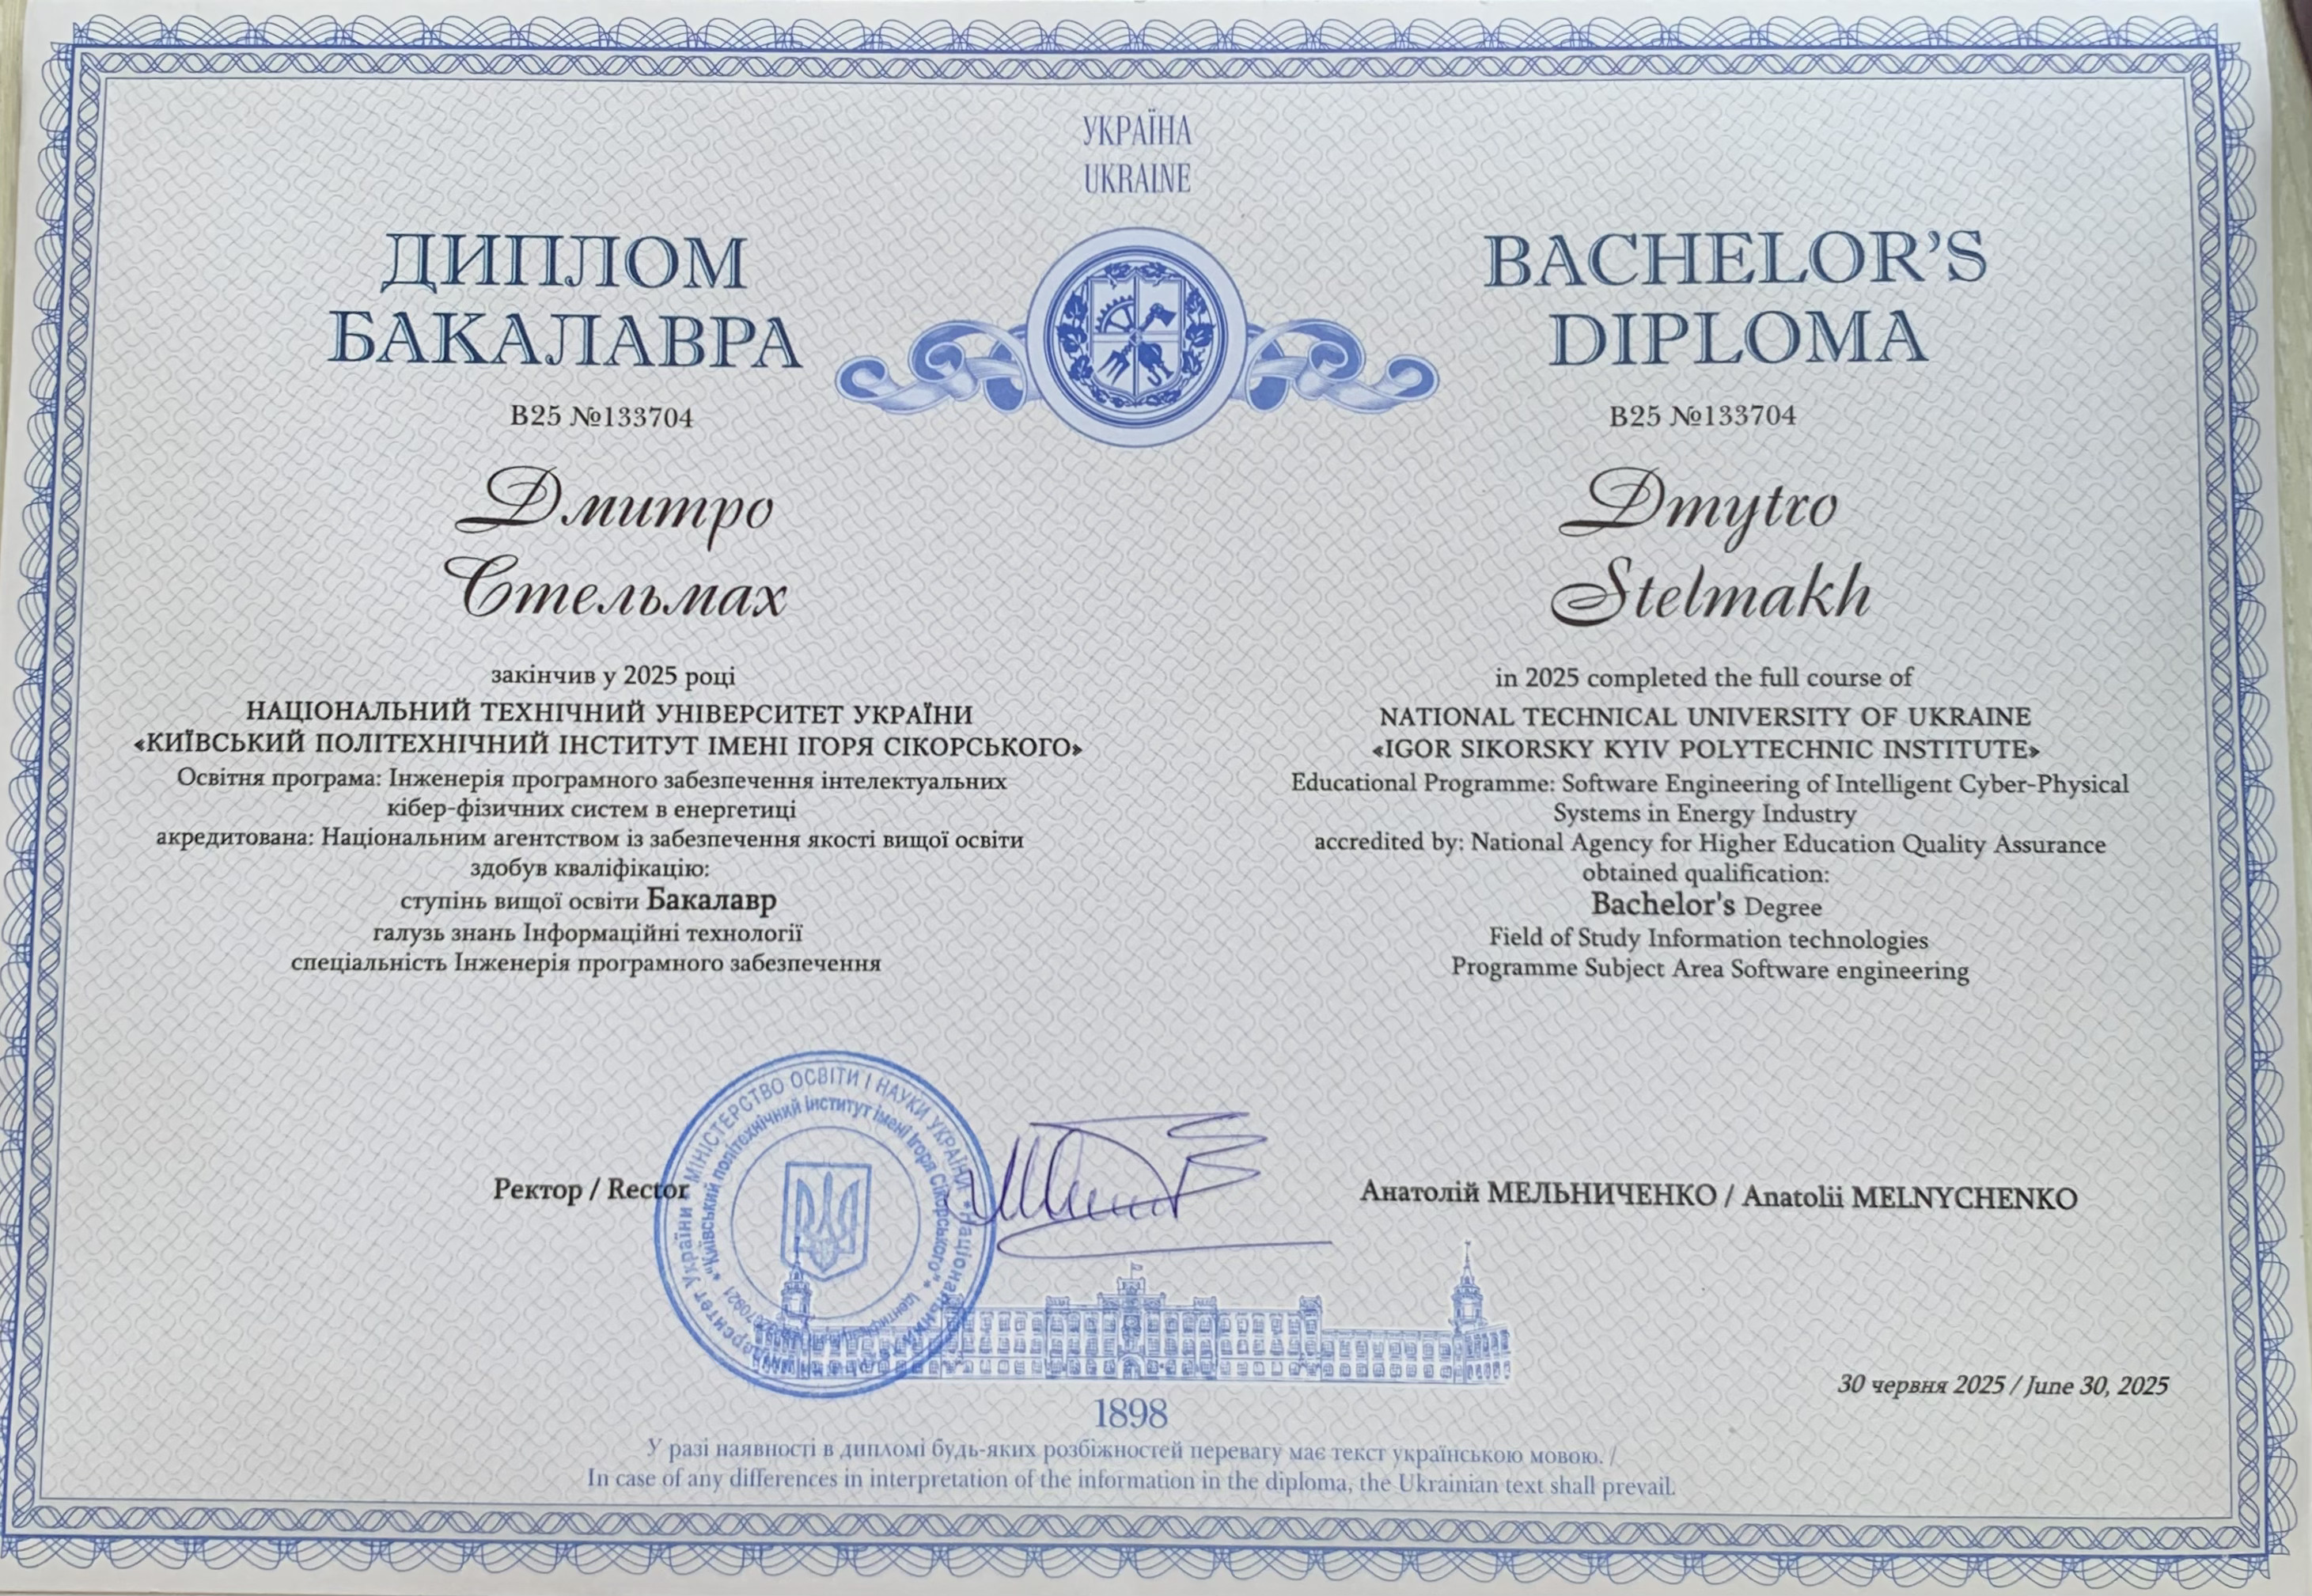 УКРАЇНА
UKRAINE
ДИПЛОМ
БАКАЛАВРА
В25 №133704
Дмитро
Стельмах
закінчив у 2025 році
НАЦІОНАЛЬНИЙ ТЕХНІЧНИЙ УНІВЕРСИТЕТ УКРАЇНИ
«КИЇВСЬКИЙ ПОЛІТЕХНІЧНИЙ ІНСТИТУТ ІМЕНІ ІГОРЯ СІКОРСЬКОГО»
Освітня програма: Інженерія програмного забезпечення інтелектуальних
кібер-фізичних систем в енергетиці
акредитована: Національним агентством із забезпечення якості вищої освіти
здобув кваліфікацію:
ступінь вищої освіти Бакалавр
галузь знань Інформаційні технології
спеціальність Інженерія програмного забезпечення
BACHELOR'S
DIPLOMA
B25 №133704
Dmytro
Stelmakh
in 2025 completed the full course of
NATIONAL TECHNICAL UNIVERSITY OF UKRAINE
«IGOR SIKORSKY KYIV POLYTECHNIC INSTITUTE»
Educational Programme: Software Engineering of Intelligent Cyber-Physical
Systems in Energy Industry
accredited by: National Agency for Higher Education Quality Assurance
obtained qualification:
Bachelor's Degree
Field of Study Information technologies
Programme Subject Area Software engineering
Ректор / Rector
МІНІСТЕРСТВО ОСВІТИ І НАУКИ УКРАЇНИ * Національний України
"Київський політехнічний інститут імені Ігоря Сікорського"
Анатолій МЕЛЬНИЧЕНКО / Anatolii MELNYCHENKO
30 червня 2025 / June 30, 2025
1898
У разі наявності в дипломі будь-яких розбіжностей перевагу має текст українською мовою. /
In case of any differences in interpretation of the information in the diploma, the Ukrainian text shall prevail.